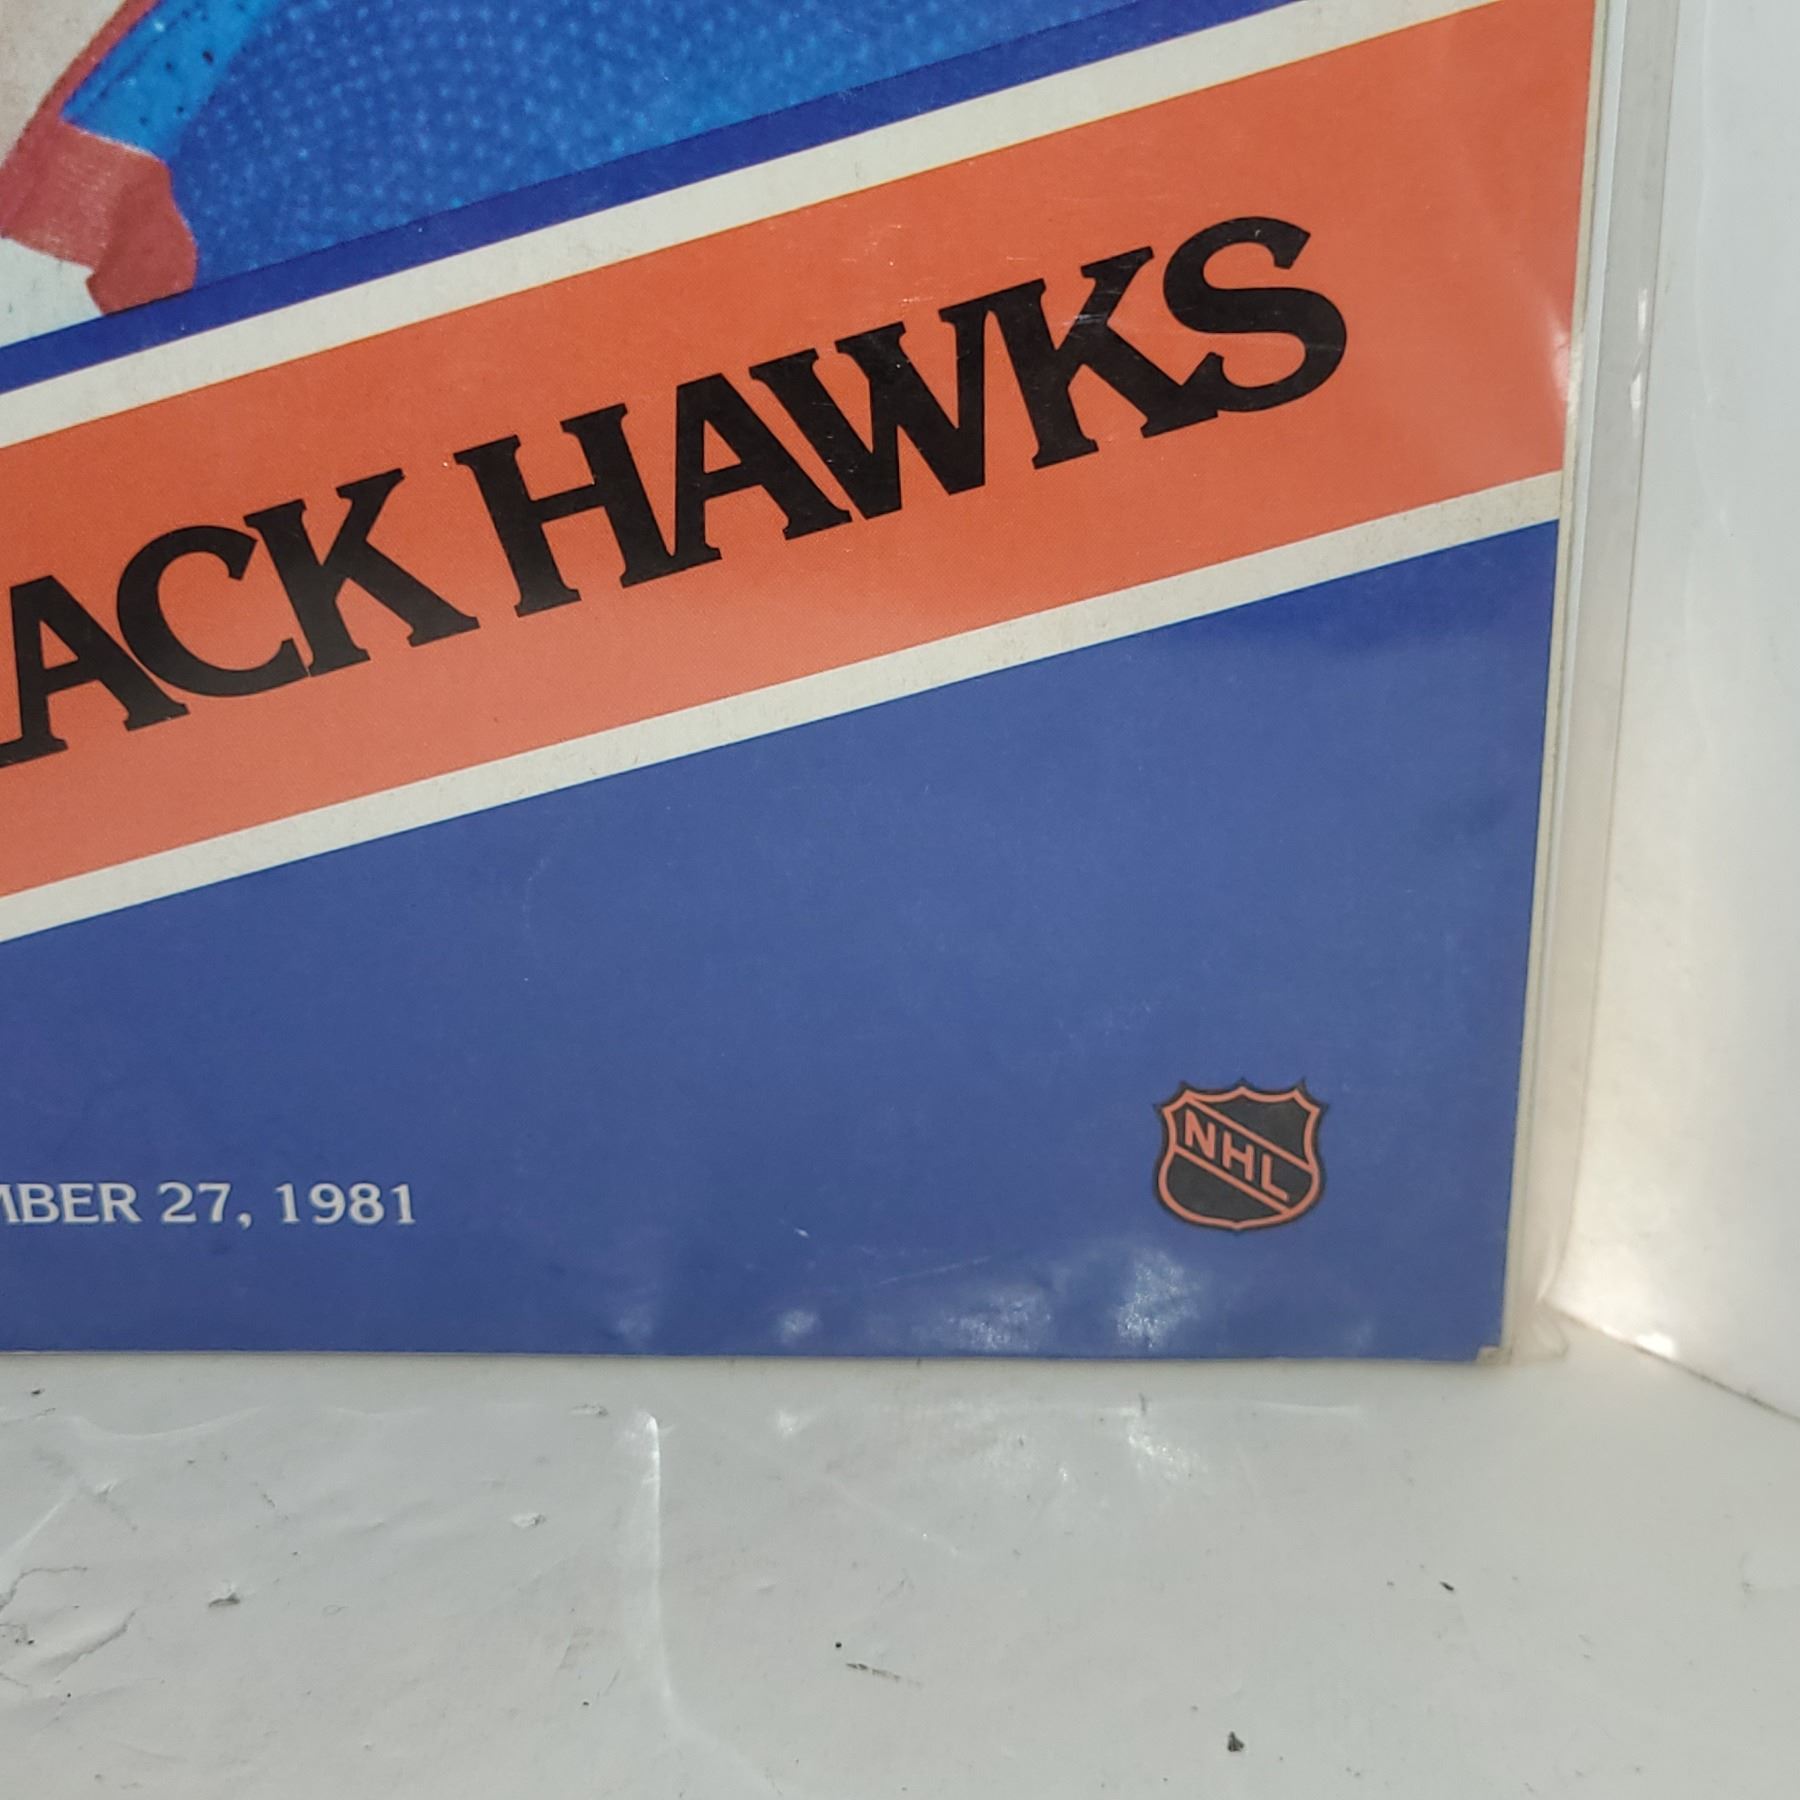 ACK HAWKS
MBER 27, 1981
NHL